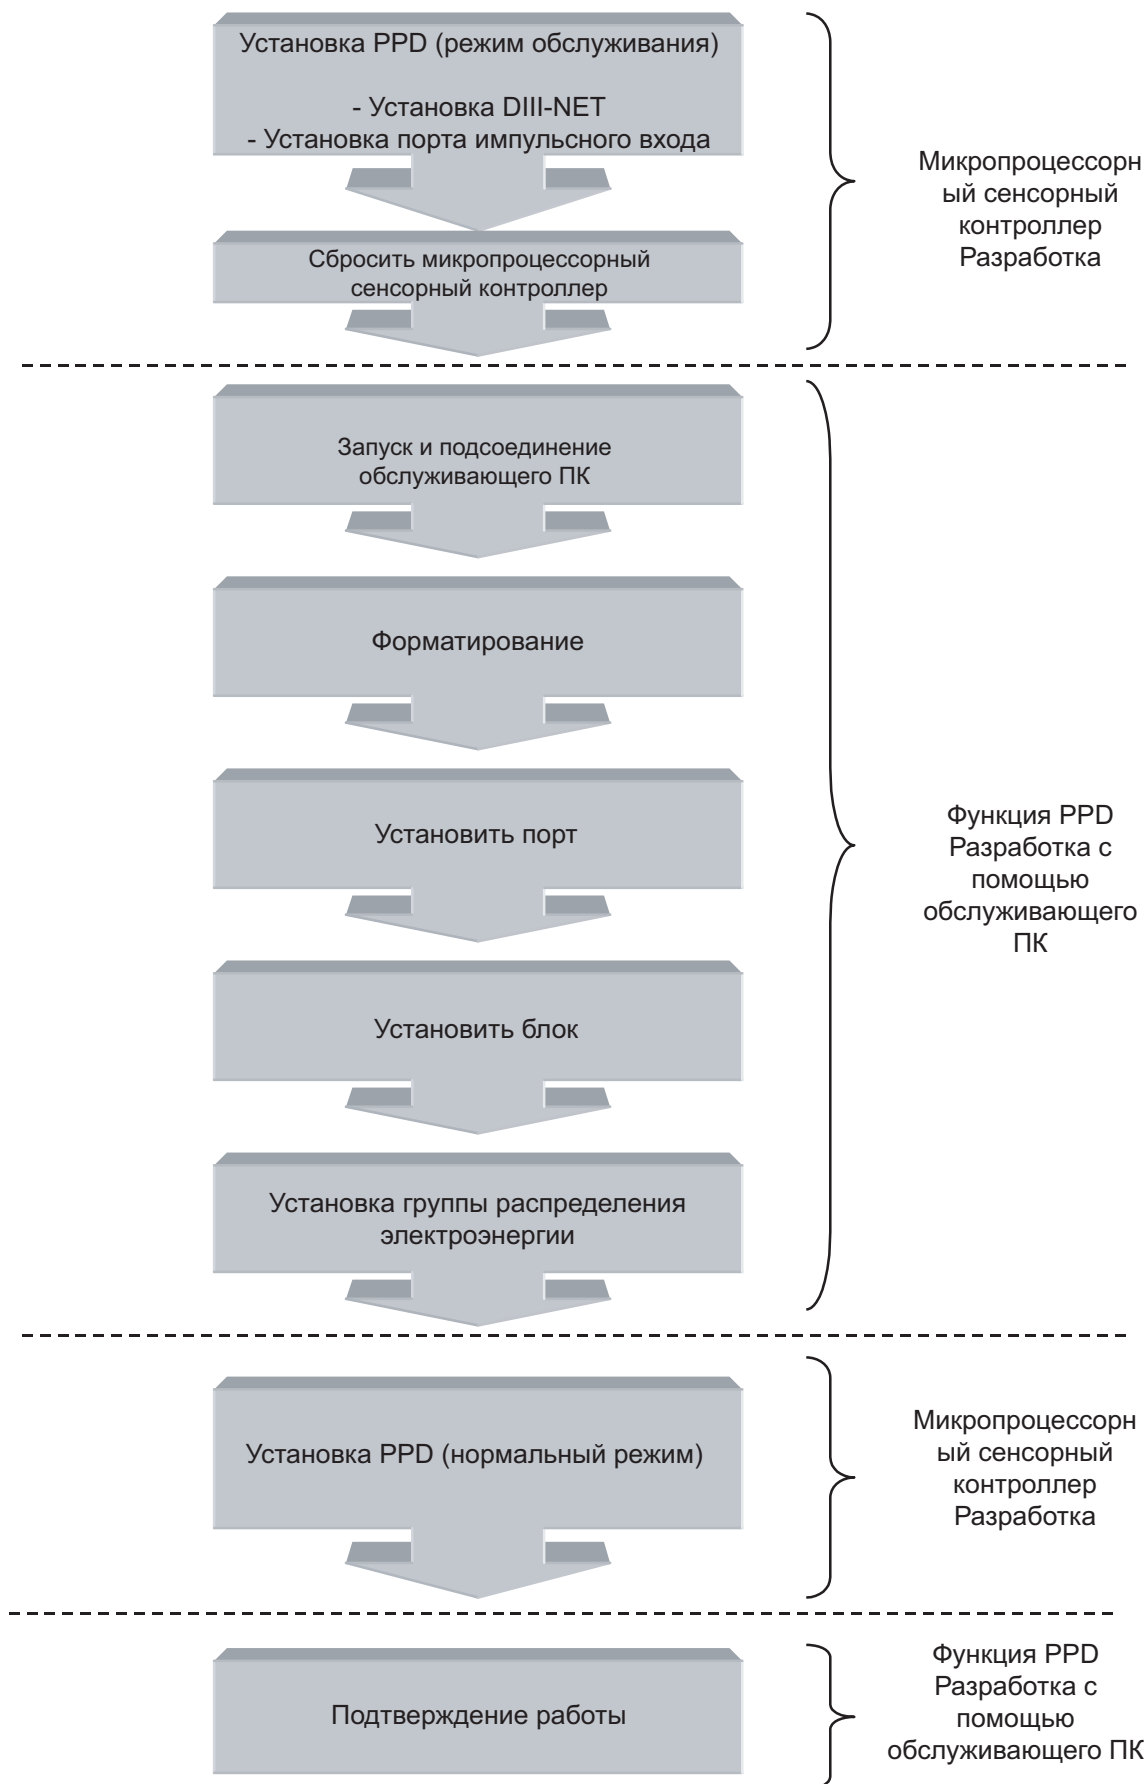 Установка PPD (режим обслуживания)
- Установка DIII-NET
- Установка порта импульсного входа
Микропроцессорн
ый сенсорный
контроллер
Разработка
Сбросить микропроцессорный
сенсорный контроллер
Запуск и подсоединение
обслуживающего ПК
Форматирование
Установить порт
Функция PPD
Разработка с
помощью
обслуживающего
ПК
Установить блок
Установка группы распределения
электроэнергии
Установка PPD (нормальный режим)
Микропроцессорн
ый сенсорный
контроллер
Разработка
Подтверждение работы
Функция PPD
Разработка с
помощью
обслуживающего ПК